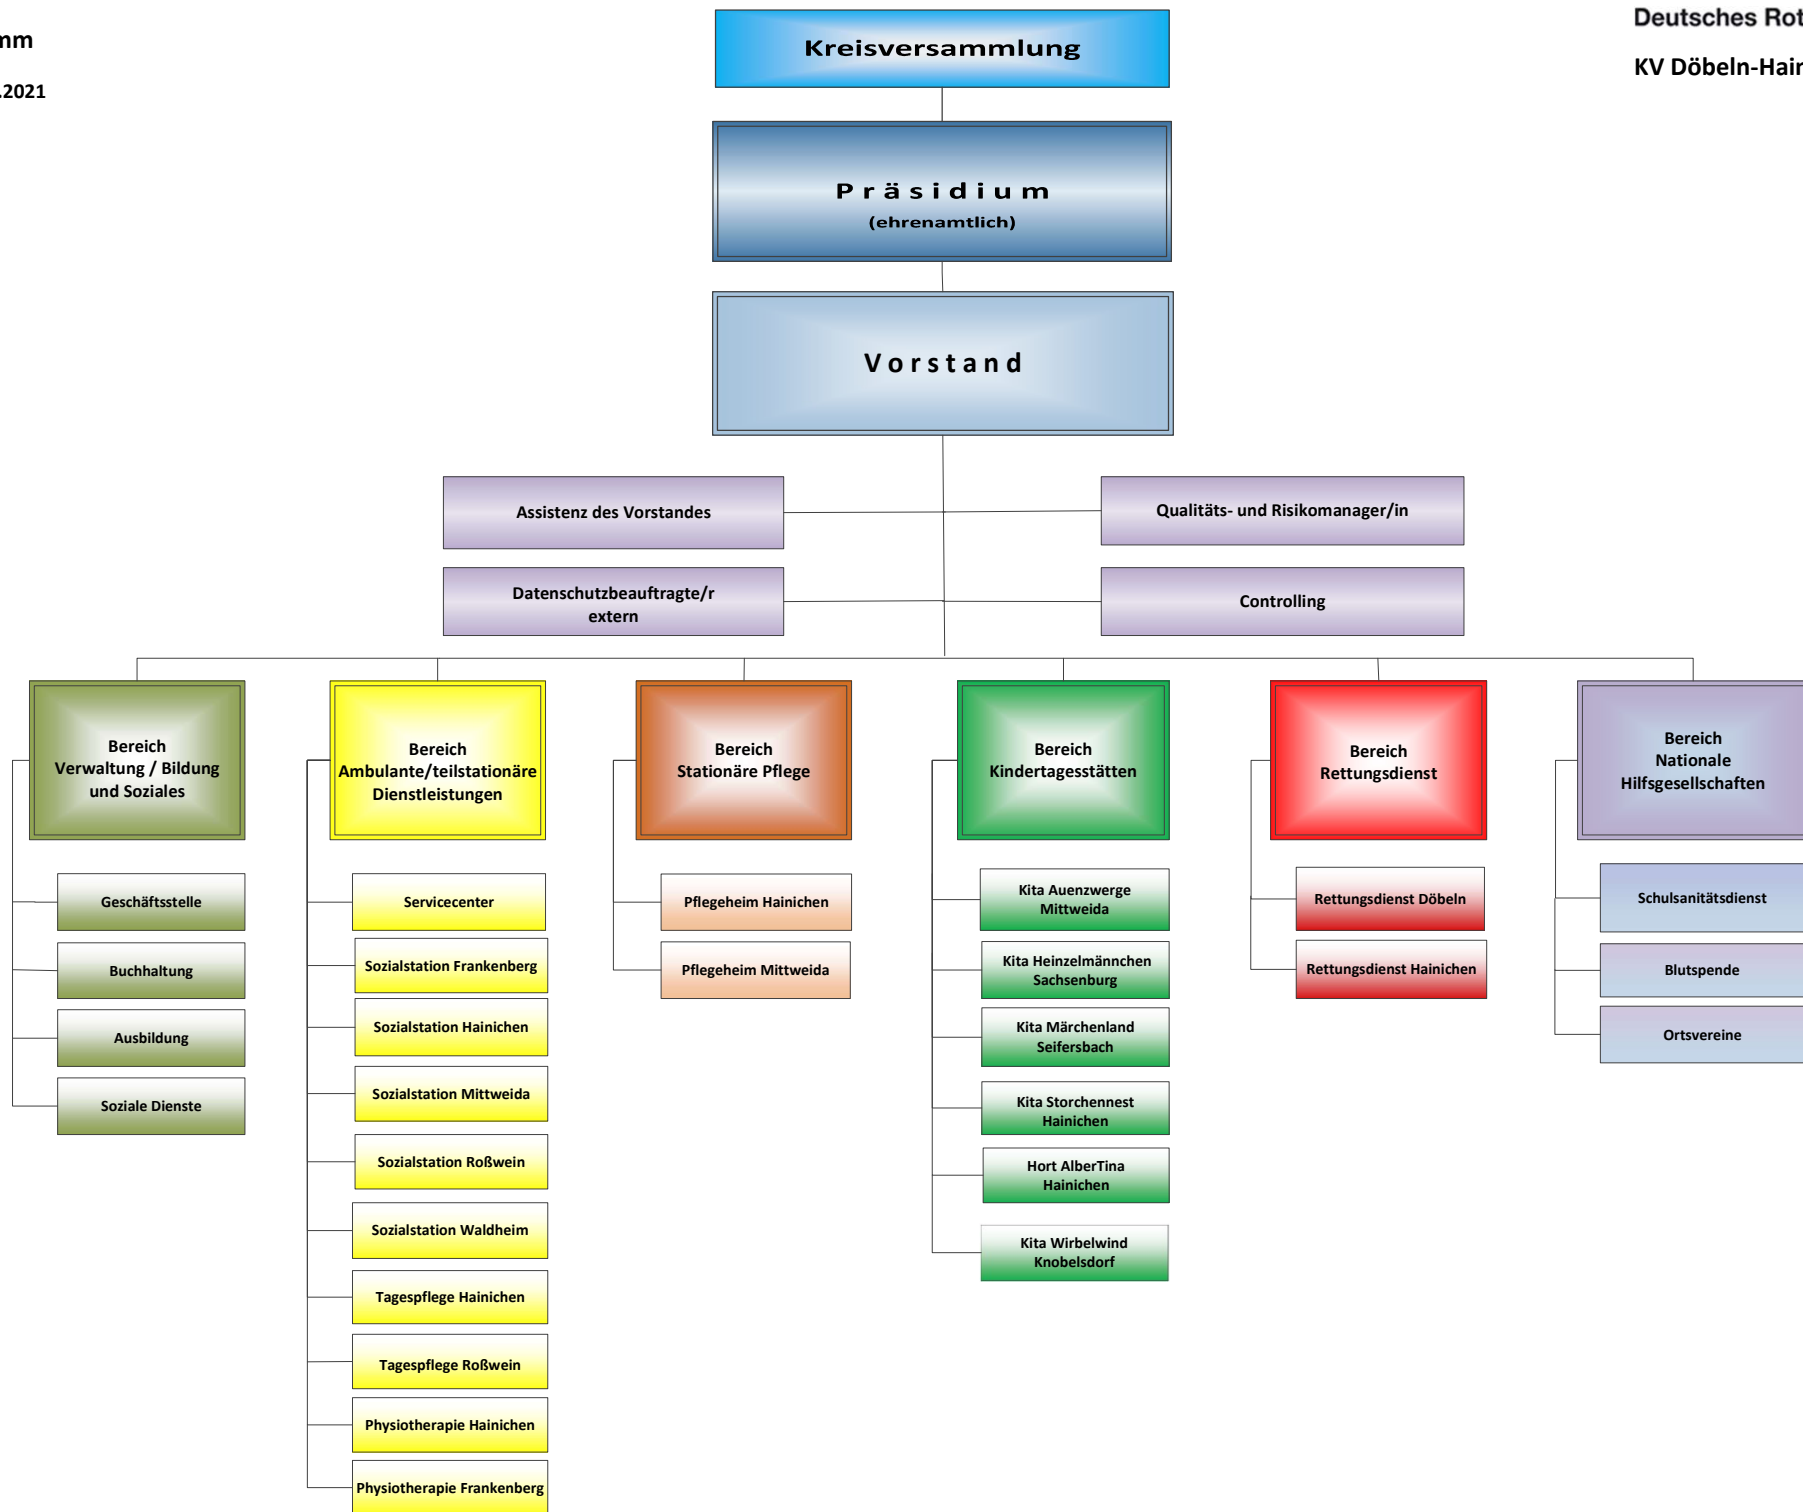 mm
.2021
Deutsches Rot
KV Döbeln-Hair
Kreisversammlung
Präsidium
(ehrenamtlich)
Vorstand
Assistenz des Vorstandes
Qualitäts- und Risikomanager/in
Datenschutzbeauftragte/r
extern
Controlling
Bereich
Verwaltung / Bildung
und Soziales
Geschäftsstelle
Buchhaltung
Ausbildung
Soziale Dienste
Bereich
Ambulante/teilstationäre
Dienstleistungen
Servicecenter
Sozialstation Frankenberg
Sozialstation Hainichen
Sozialstation Mittweida
Sozialstation Roßwein
Sozialstation Waldheim
Tagespflege Hainichen
Tagespflege Roßwein
Physiotherapie Hainichen
Physiotherapie Frankenberg
Bereich
Stationäre Pflege
Pflegeheim Hainichen
Pflegeheim Mittweida
Bereich
Kindertagesstätten
Kita Auenzwerge
Mittweida
Kita Heinzelmännchen
Sachsenburg
Kita Märchenland
Seifersbach
Kita Storchennest
Hainichen
Hort AlberTina
Hainichen
Kita Wirbelwind
Knobelsdorf
Bereich
Rettungsdienst
Rettungsdienst Döbeln
Rettungsdienst Hainichen
Bereich
Nationale
Hilfsgesellschaften
Schulsanitätsdienst
Blutspende
Ortsvereine